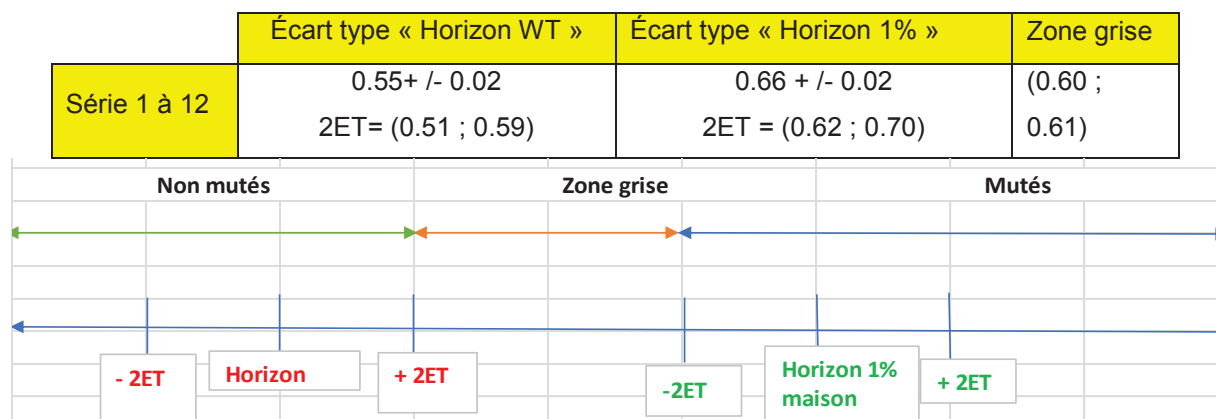 Écart type « Horizon WT » Écart type « Horizon 1% » Zone grise
Série 1 à 12 0.55+ /- 0.02 0.66 + /- 0.02 (0.60 ;
2ET= (0.51 ; 0.59) 2ET = (0.62 ; 0.70) 0.61)
Non mutés Zone grise Mutés
- 2ET Horizon + 2ET -2ET Horizon 1% + 2ET
maison